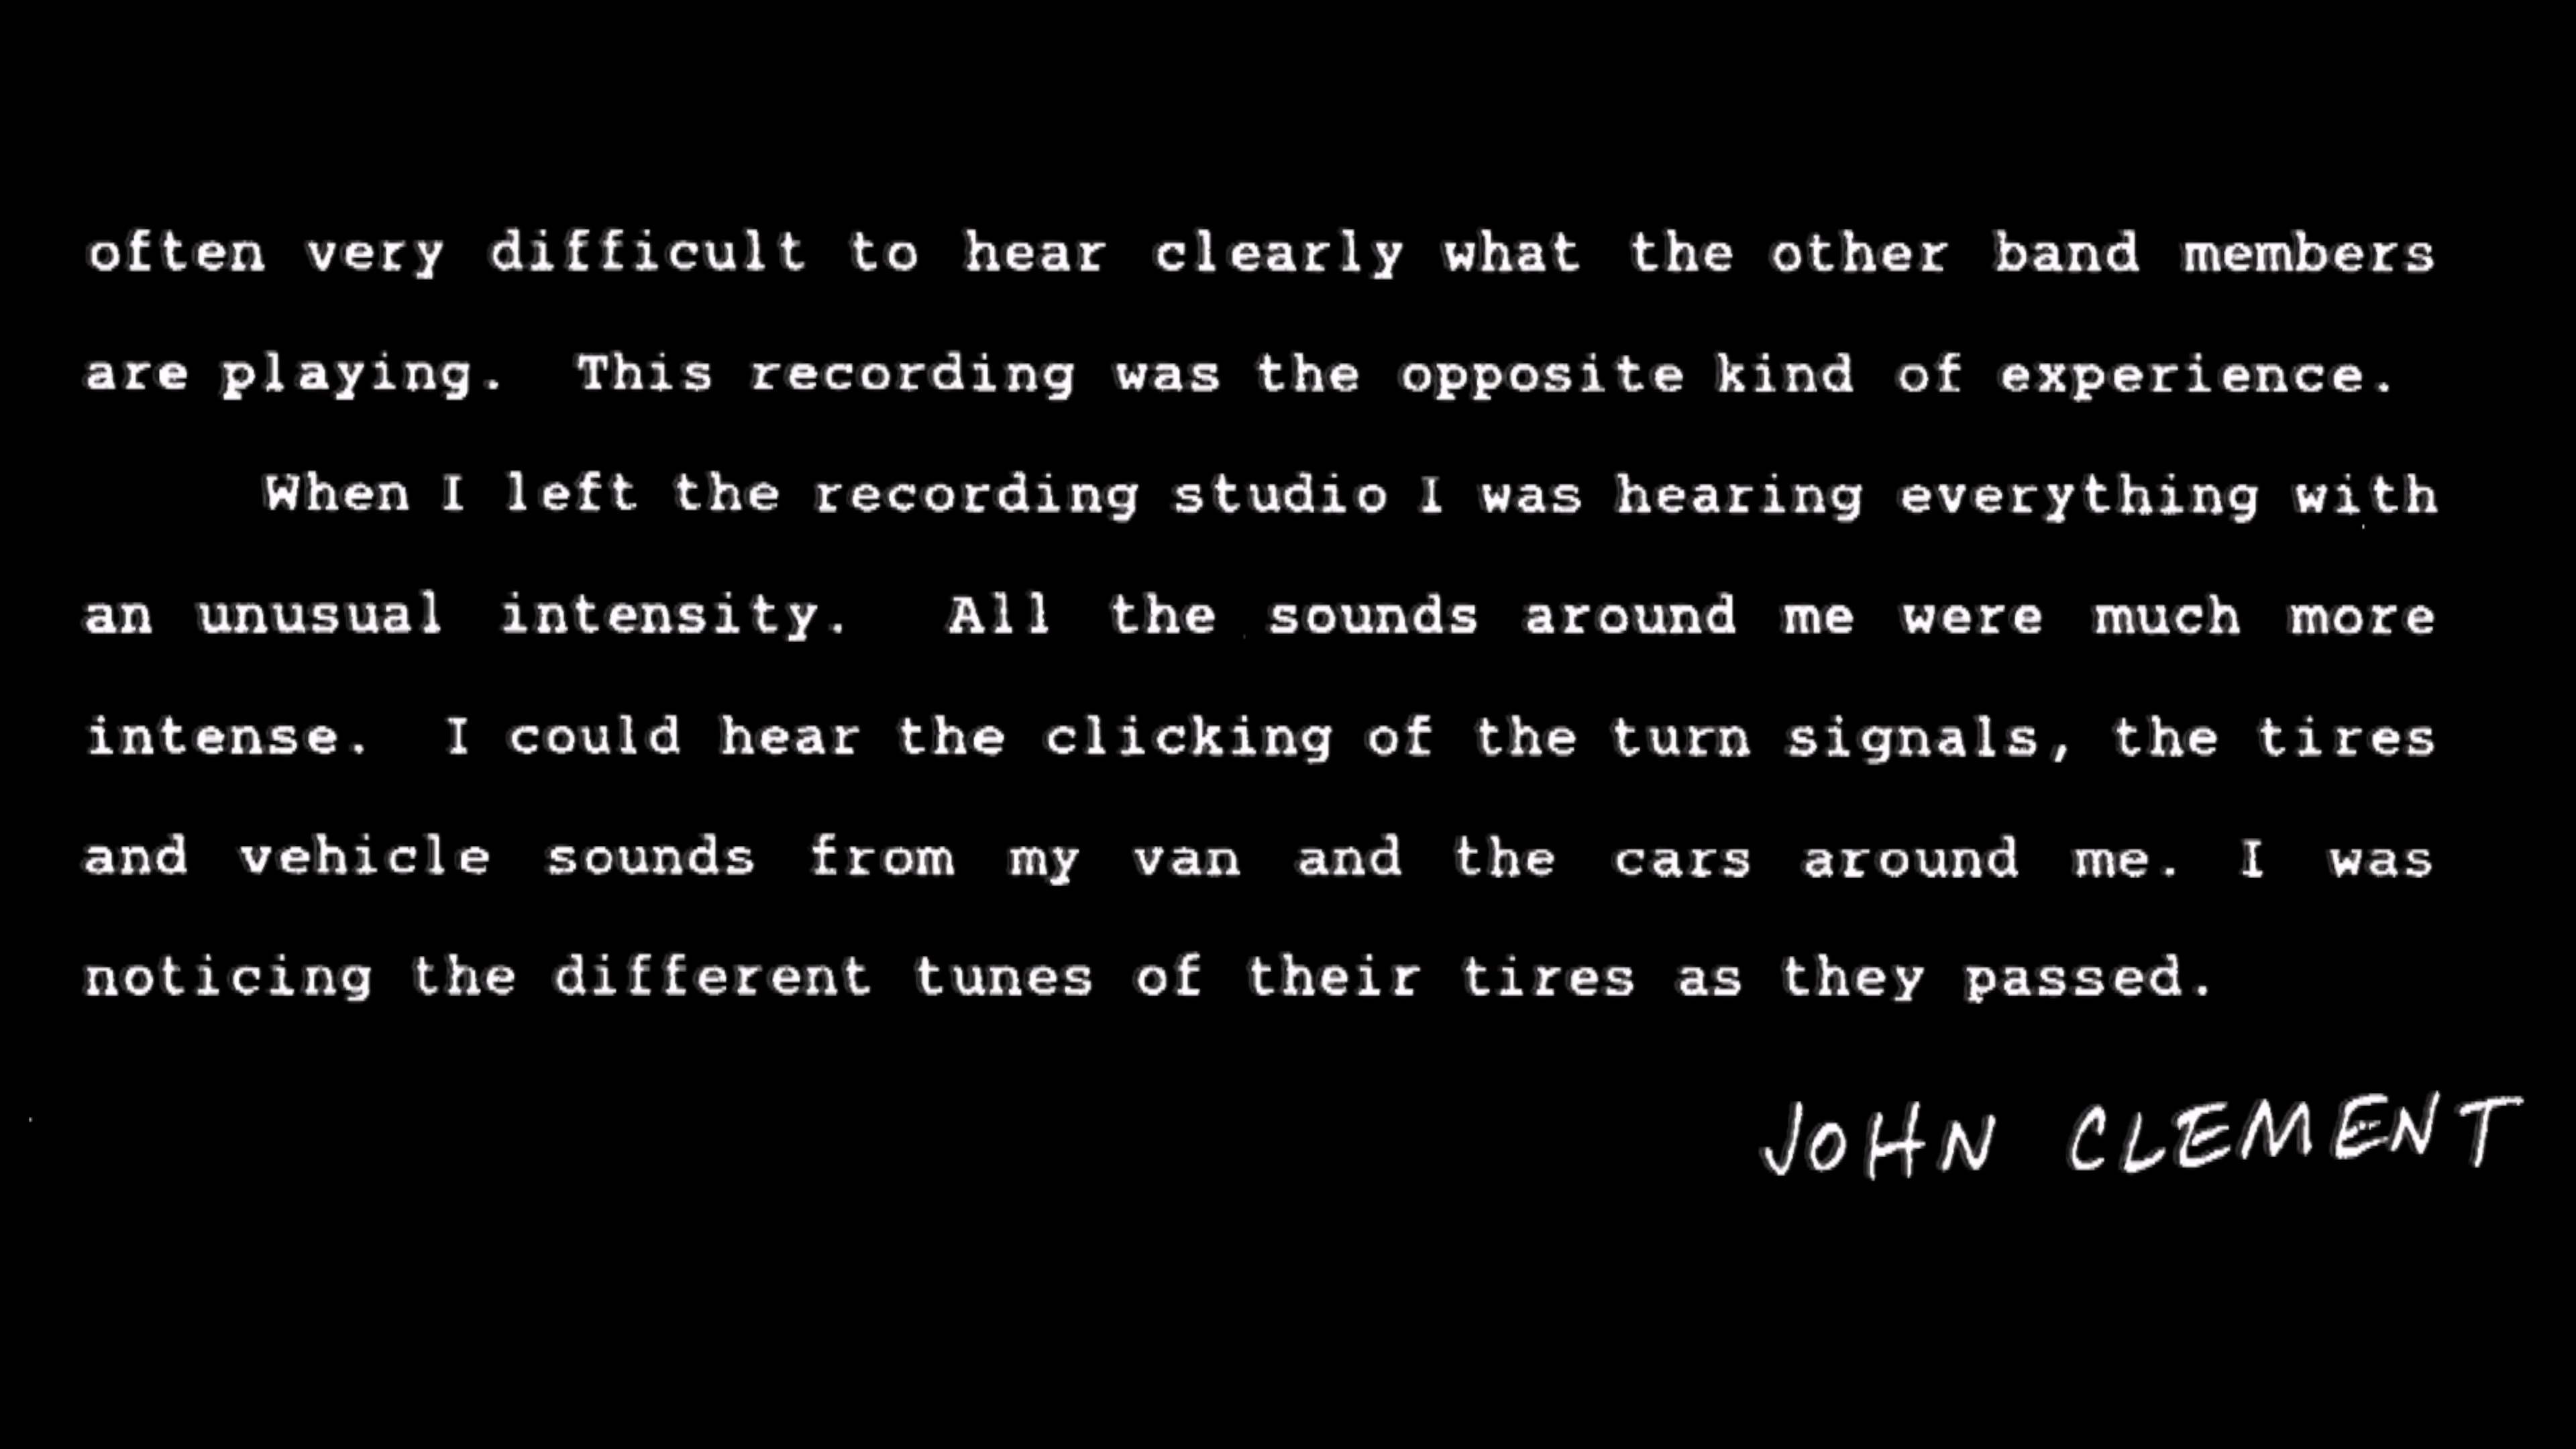 often very difficult to hear clearly what the other band members
are playing. This recording was the opposite kind of experience.
When I left the recording studio I was hearing everything with
an unusual intensity. All the sounds around me were much more
intense. I could hear the clicking of the turn signals, the tires
and vehicle sounds from my van and the cars around me. I was
noticing the different tunes of their tires as they passed.
JOHN CLEMENT